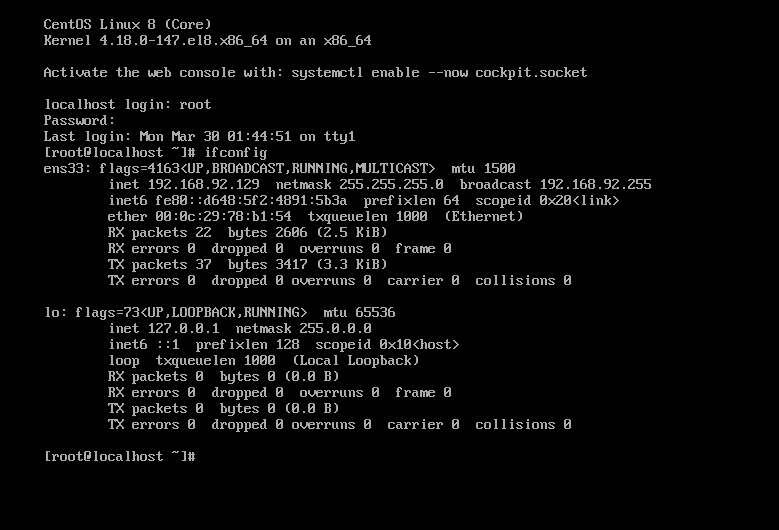 CentOS Linux 8 (Core)
Kernel 4.18.0-147.el8.x86_64 on an x86_64
Activate the web console with: systemctl enable --now cockpit.socket
localhost login: root
Password:
Last login: Mon Mar 30 01:44:51 on tty1
[root@localhost ~]# ifconfig
ens33: flags=4163<UP,BROADCAST,RUNNING,MULTICAST>  mtu 1500
        inet 192.168.92.129  netmask 255.255.255.0  broadcast 192.168.92.255
        inet6 fe80::d648:5f2:4891:5b3a  prefixlen 64  scopeid 0x20<link>
        ether 00:0c:29:78:b1:54  txqueuelen 1000  (Ethernet)
        RX packets 22  bytes 2606 (2.5 KiB)
        RX errors 0  dropped 0  overruns 0  frame 0
        TX packets 37  bytes 3417 (3.3 KiB)
        TX errors 0  dropped 0 overruns 0  carrier 0  collisions 0
lo: flags=73<UP,LOOPBACK,RUNNING>  mtu 65536
        inet 127.0.0.1  netmask 255.0.0.0
        inet6 ::1  prefixlen 128  scopeid 0x10<host>
        loop  txqueuelen 1000  (Local Loopback)
        RX packets 0  bytes 0 (0.0 B)
        RX errors 0  dropped 0  overruns 0  frame 0
        TX packets 0  bytes 0 (0.0 B)
        TX errors 0  dropped 0 overruns 0  carrier 0  collisions 0
[root@localhost ~]#